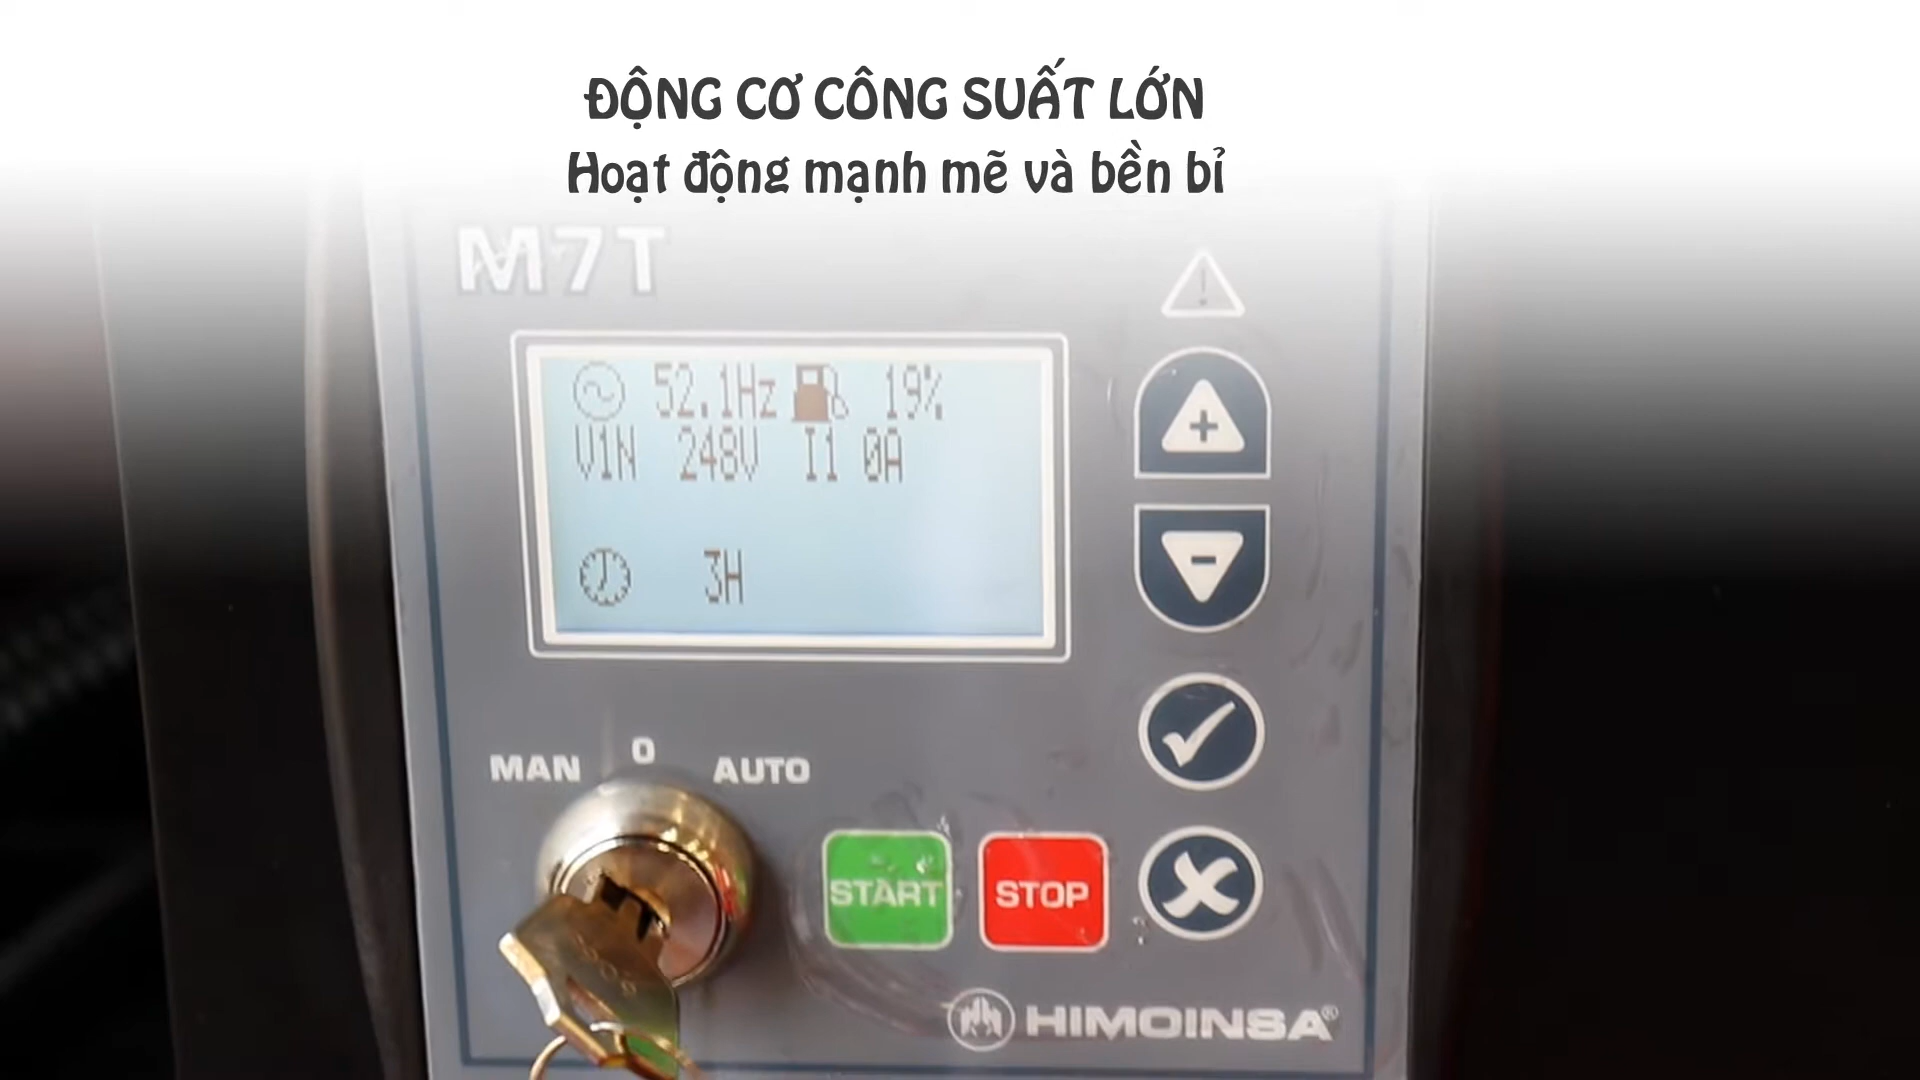 ĐỘNG CƠ CÔNG SUẤT LỚN
Hoạt động mạnh mẽ và bền bỉ
M7T
52.1Hz 19%
V1N 248V I1 0A
3H
MAN 0 AUTO
START STOP
HIMOINSA®